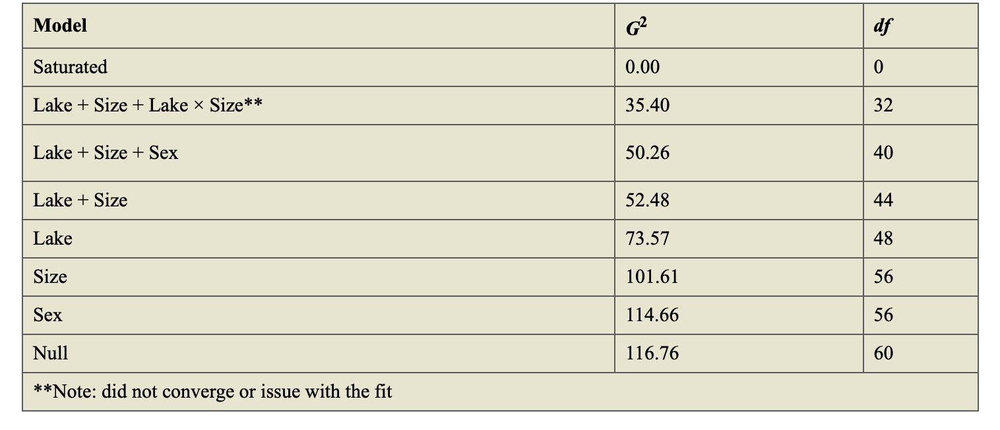 Model G² df
Saturated 0.00 0
Lake + Size + Lake × Size** 35.40 32
Lake + Size + Sex 50.26 40
Lake + Size 52.48 44
Lake 73.57 48
Size 101.61 56
Sex 114.66 56
Null 116.76 60
**Note: did not converge or issue with the fit